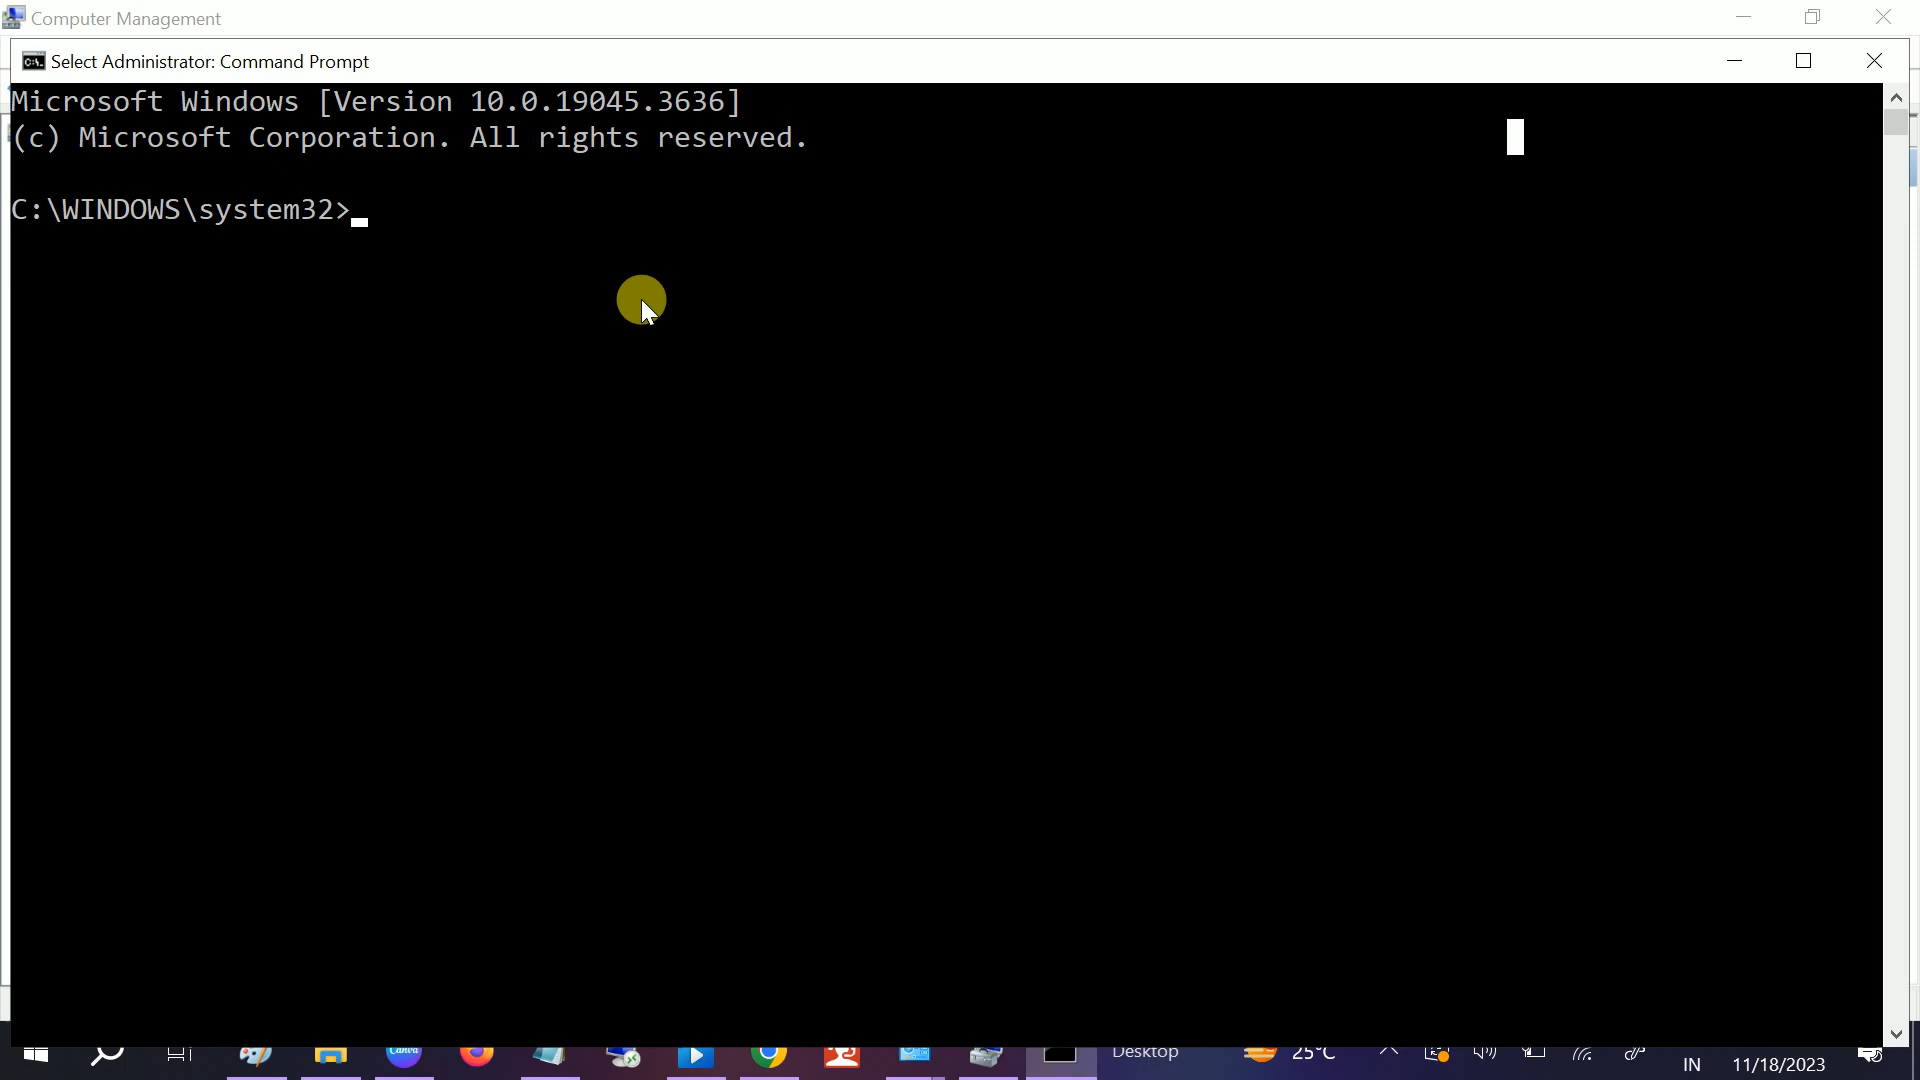 Computer Management
Select Administrator: Command Prompt
Microsoft Windows [Version 10.0.19045.3636]
(c) Microsoft Corporation. All rights reserved.
C:\WINDOWS\system32>
Canva
Desktop
25°C
IN
11/18/2023